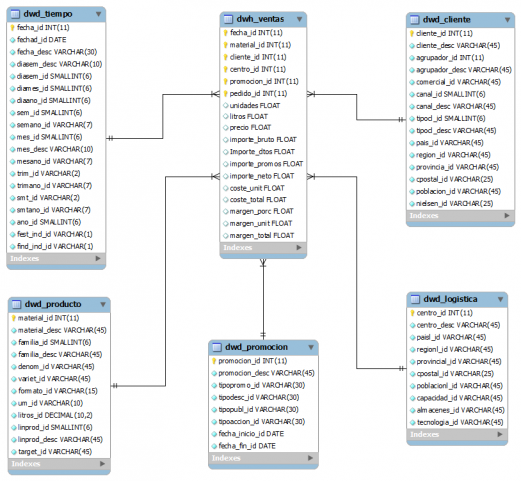 dwd_tiempo
fecha_id INT(11)
fechad_id DATE
fecha_desc VARCHAR(30)
diasem_desc VARCHAR(10)
diasem_id SMALLINT(6)
diames_id SMALLINT(6)
diaano_id SMALLINT(6)
sem_id SMALLINT(6)
semano_id VARCHAR(7)
mes_id SMALLINT(6)
mes_desc VARCHAR(10)
mesano_id VARCHAR(7)
trim_id VARCHAR(2)
trimano_id VARCHAR(7)
smt_id VARCHAR(2)
smtano_id VARCHAR(7)
ano_id SMALLINT(6)
fest_ind_id VARCHAR(1)
find_ind_id VARCHAR(1)
Indexes
dwh_ventas
fecha_id INT(11)
material_id INT(11)
cliente_id INT(11)
centro_id INT(11)
promocion_id INT(11)
pedido_id INT(11)
unidades FLOAT
litros FLOAT
precio FLOAT
importe_bruto FLOAT
Importe_dtos FLOAT
importe_promos FLOAT
importe_neto FLOAT
coste_unit FLOAT
coste_total FLOAT
margen_porc FLOAT
margen_unit FLOAT
margen_total FLOAT
Indexes
dwd_cliente
cliente_id INT(11)
cliente_desc VARCHAR(45)
agrupador_id INT(11)
agrupador_desc VARCHAR(45)
comercial_id VARCHAR(45)
canal_id SMALLINT(6)
canal_desc VARCHAR(45)
tipod_id SMALLINT(6)
tipod_desc VARCHAR(45)
pais_id VARCHAR(45)
region_id VARCHAR(45)
provincia_id VARCHAR(45)
cpostal_id VARCHAR(25)
poblacion_id VARCHAR(45)
nielsen_id VARCHAR(25)
Indexes
dwd_producto
material_id INT(11)
material_desc VARCHAR(45)
familia_id SMALLINT(6)
familia_desc VARCHAR(45)
denom_id VARCHAR(45)
variet_id VARCHAR(45)
formato_id VARCHAR(15)
um_id VARCHAR(10)
litros_id DECIMAL (10,2)
linprod_id SMALLINT(6)
linprod_desc VARCHAR(45)
target_id VARCHAR(45)
Indexes
dwd_promocion
promocion_id INT(11)
promocion_desc VARCHAR(45)
tipopromo_id VARCHAR(30)
tipodesc_id VARCHAR(30)
tipopubl_id VARCHAR(30)
tipoaccion_id VARCHAR(30)
fecha_inicio_id DATE
fecha_fin_id DATE
Indexes
dwd_logistica
centro_id INT(11)
centro_desc VARCHAR(45)
paisl_id VARCHAR(45)
regionl_id VARCHAR(45)
provincial_id VARCHAR(45)
cpostal_id VARCHAR(25)
poblacionl_id VARCHAR(45)
capacidad_id VARCHAR(45)
almacenes_id VARCHAR(45)
tecnologia_id VARCHAR(45)
Indexes